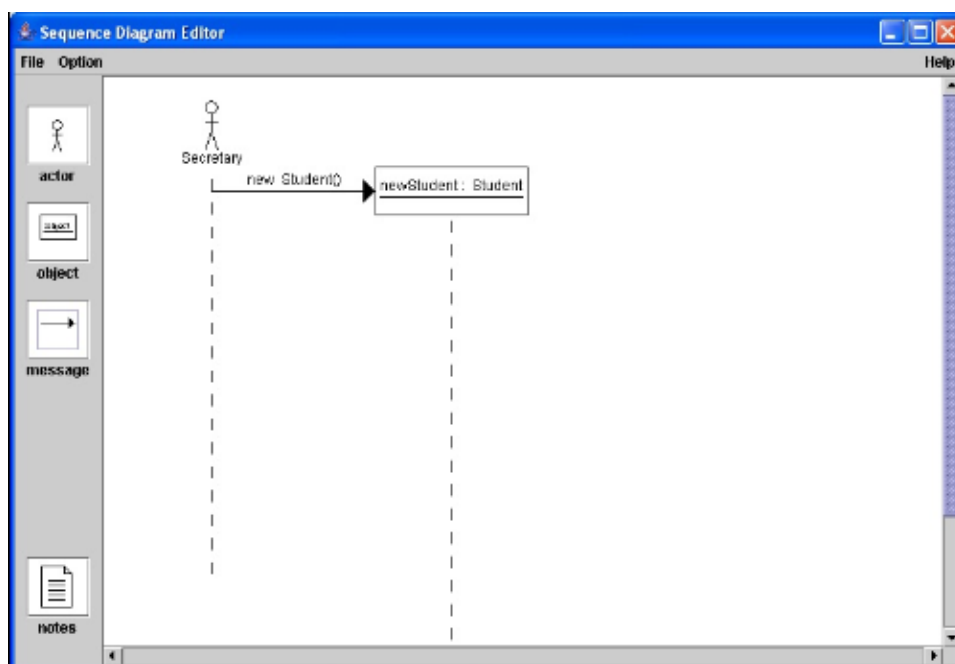 Sequence Diagram Editor
File Option Help
actor
object
message
notes
Secretary
new Student()
newStudent: Student